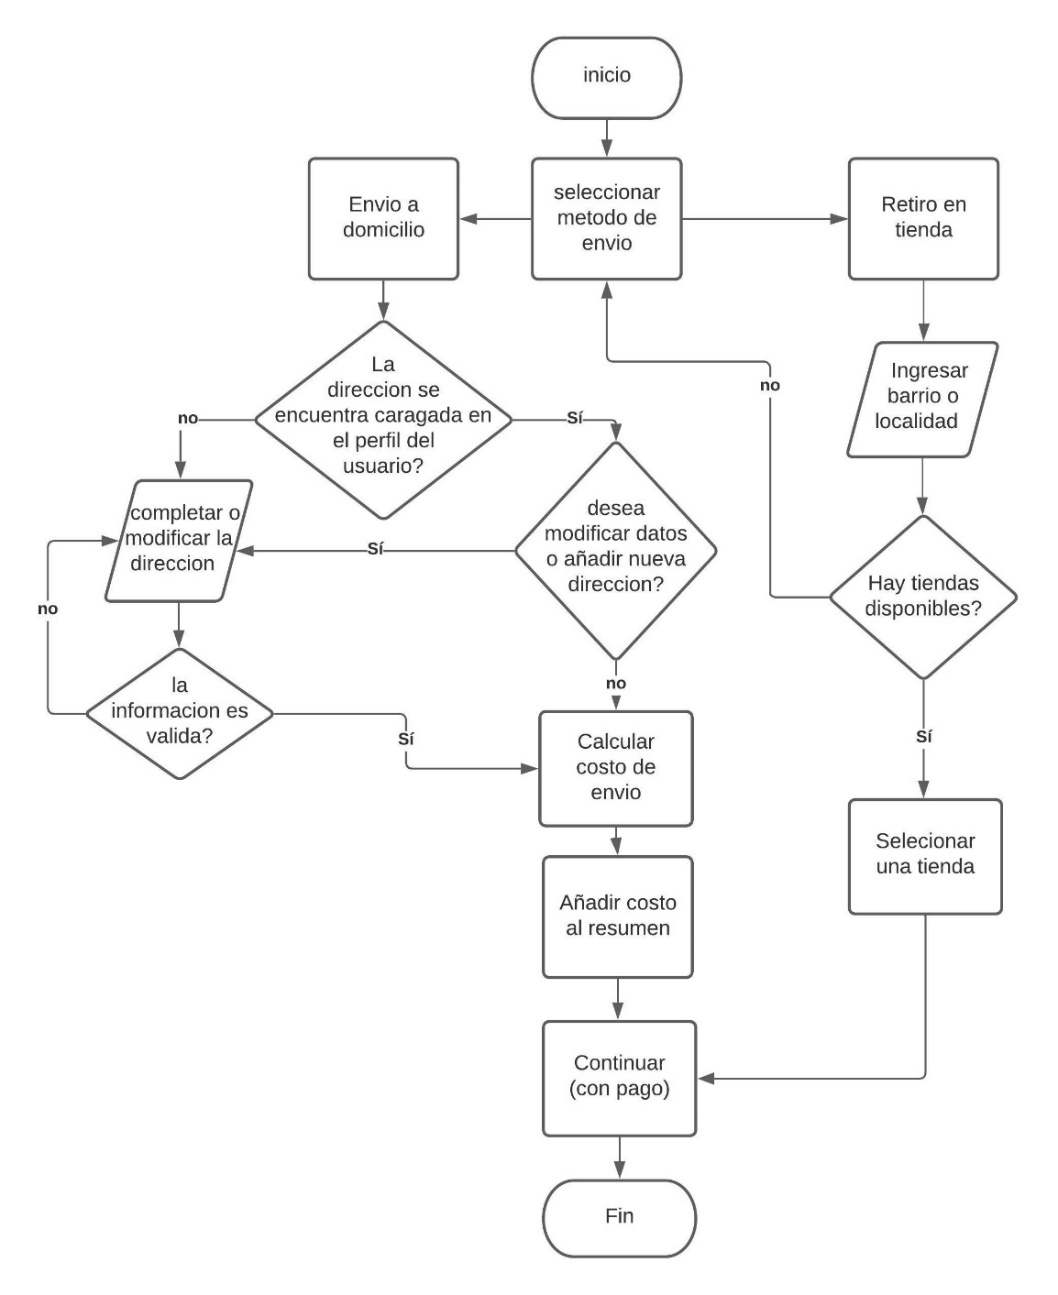 inicio
Envio a
domicilio
seleccionar
metodo de
envio
Retiro en
tienda
La
direccion se
encuentra caragada en
el perfil del
usuario?
no
Sí
Ingresar
barrio o
localidad
no
completar o
modificar la
direccion
Sí
desea
modificar datos
o añadir nueva
direccion?
Hay tiendas
disponibles?
no
la
informacion es
valida?
Sí
no
Calcular
costo de
envio
Sí
Añadir costo
al resumen
Selecionar
una tienda
Continuar
(con pago)
Fin